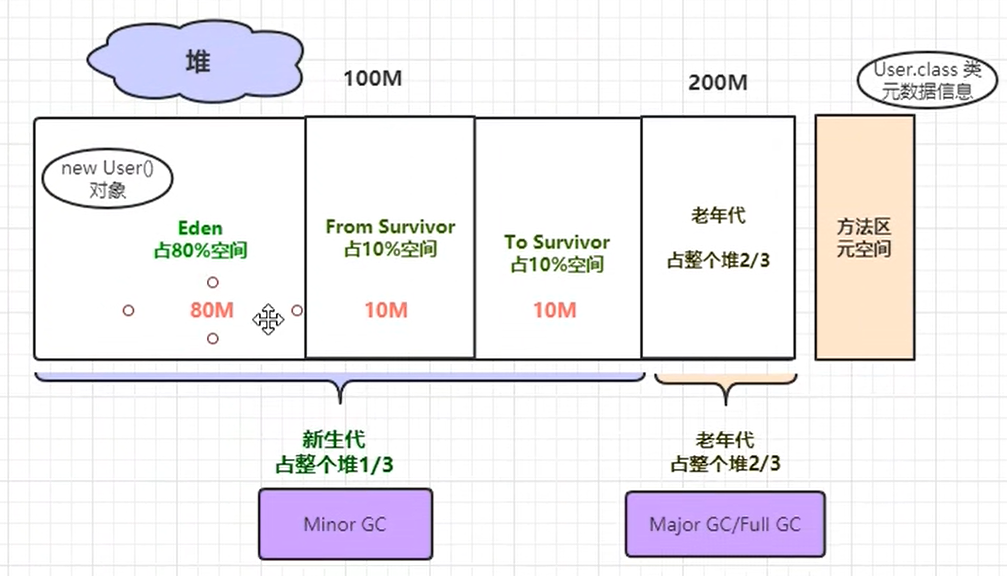 堆
100M
200M
User.class 类
元数据信息
new User()
对象
Eden
占80%空间
80M
From Survivor
占10%空间
10M
To Survivor
占10%空间
10M
老年代
占整个堆2/3
方法区
元空间
新生代
占整个堆1/3
老年代
占整个堆2/3
Minor GC
Major GC/Full GC